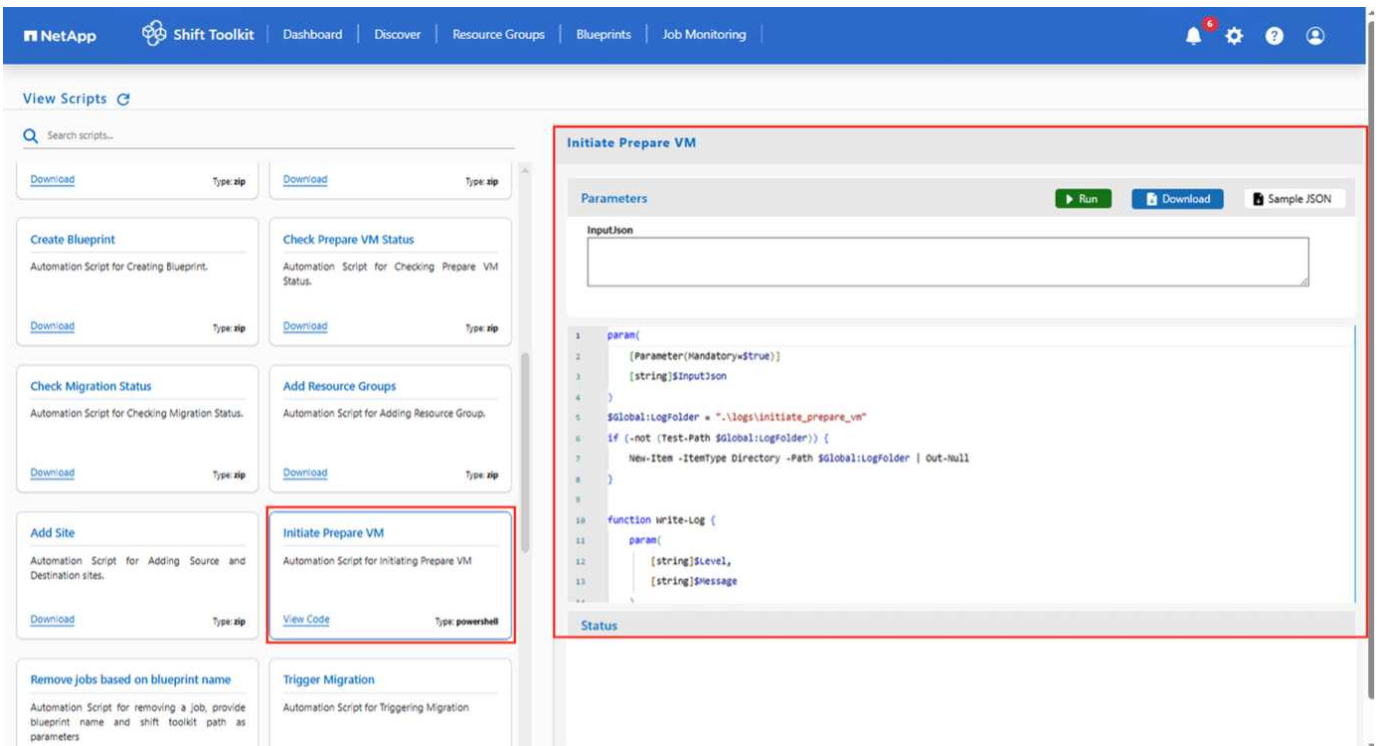 NetApp
Shift Toolkit
Dashboard
Discover
Resource Groups
Blueprints
Job Monitoring
6
View Scripts
Search scripts...
Download Type: zip
Download Type: zip
Create Blueprint
Automation Script for Creating Blueprint.
Download Type: zip
Check Prepare VM Status
Automation Script for Checking Prepare VM
Status.
Download Type: zip
Check Migration Status
Automation Script for Checking Migration Status.
Download Type: zip
Add Resource Groups
Automation Script for Adding Resource Group.
Download Type: zip
Add Site
Automation Script for Adding Source and
Destination sites.
Download Type: zip
Initiate Prepare VM
Automation Script for Initiating Prepare VM
View Code Type: powershell
Remove jobs based on blueprint name
Automation Script for removing a job, provide
blueprint name and shift toolkit path as
parameters
Trigger Migration
Automation Script for Triggering Migration
Initiate Prepare VM
Parameters
Run
Download
Sample JSON
InputJson
1 param(
2 [Parameter(Mandatory=$true)]
3 [string]$InputJson
4 )
5 $Global:LogFolder = ".\logs\initiate_prepare_vm"
6 if (-not (Test-Path $Global:LogFolder)) {
7 New-Item -ItemType Directory -Path $Global:LogFolder | Out-Null
8 }
9
10 function Write-Log {
11 param(
12 [string]$Level,
13 [string]$Message
Status